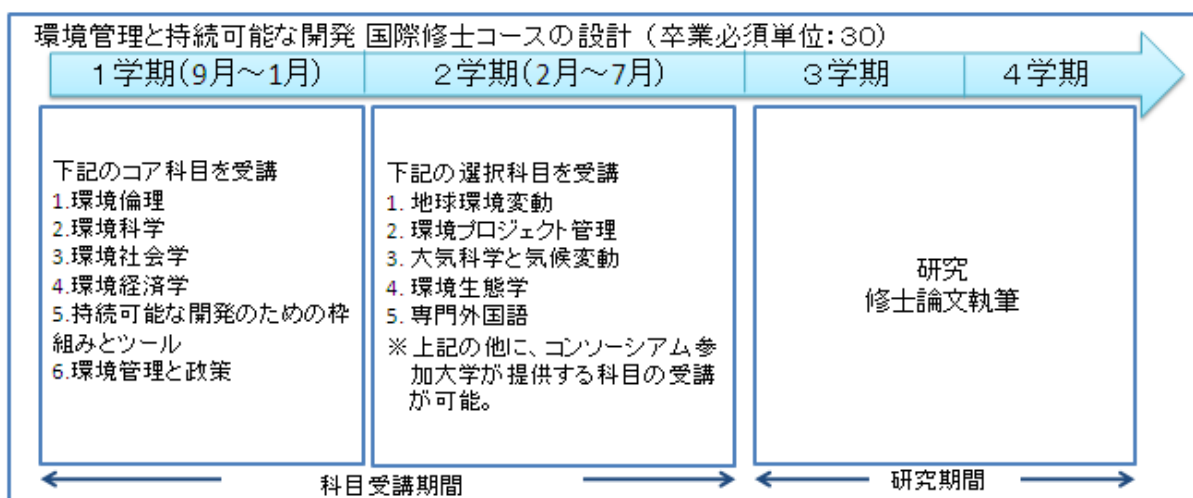 環境管理と持続可能な開発 国際修士コースの設計（卒業必須単位：30）
1学期（9月～1月）
2学期（2月～7月）
3学期
4学期
下記のコア科目を受講
1.環境倫理
2.環境科学
3.環境社会学
4.環境経済学
5.持続可能な開発のための枠
組みとツール
6.環境管理と政策
下記の選択科目を受講
1. 地球環境変動
2. 環境プロジェクト管理
3. 大気科学と気候変動
4. 環境生態学
5. 専門外国語
※上記の他に、コンソーシアム参
加大学が提供する科目の受講
が可能。
研究
修士論文執筆
科目受講期間
研究期間